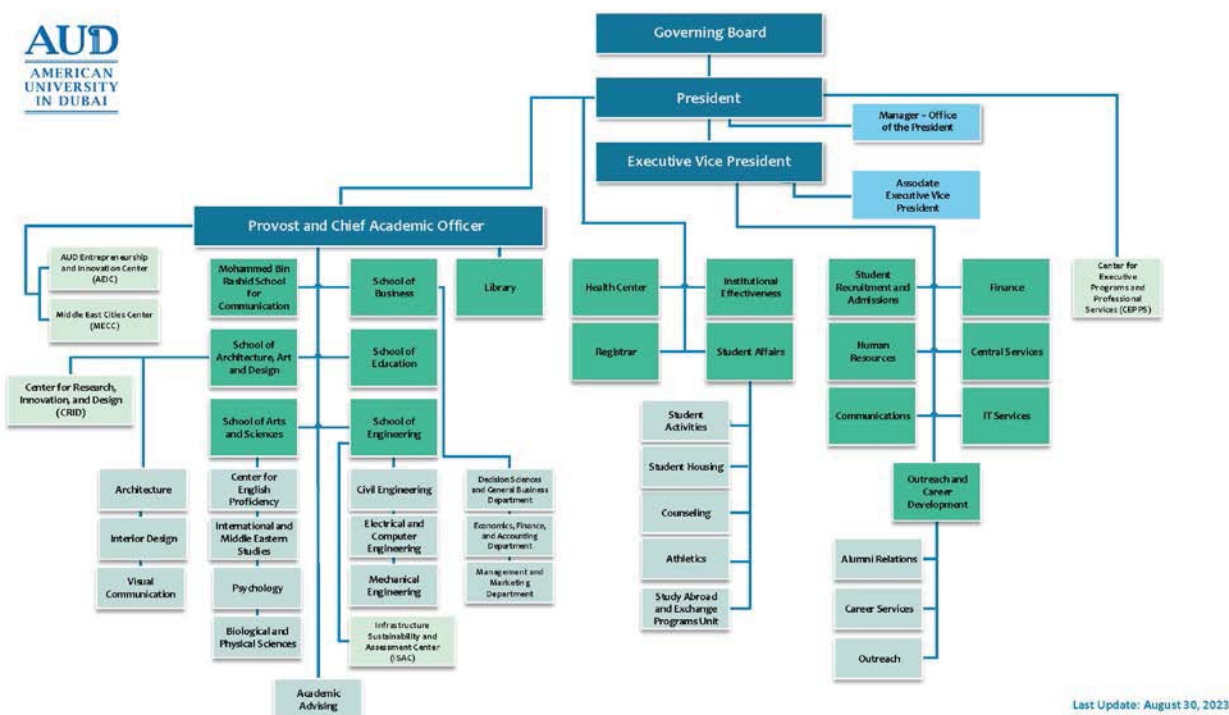 AUD
AMERICAN
UNIVERSITY
IN DUBAI
Governing Board
President
Manager – Office
of the President
Executive Vice President
Assodate
Executive Vice
President
Provost and Chief Academic Officer
AUD Entrepreneurship
and Innovation Center
(AEIC)
Middle East Cities Center
(MECC)
Mohammed Bin
Rashid School
for
Communication
School of
Business
Library
Health Center
Institutional
Effectiveness
Student
Recruitment and
Admissions
Finance
Center for
Executive
Programs and
Professional
Services (CEPPS)
School of
Architecture, Art
and Design
School of
Education
Registrar
Student Affairs
Human
Resources
Central Services
Center for Research,
Innovation, and Design
(CRID)
School of Arts
and Sciences
School of
Engineering
Student
Activities
Communications
IT Services
Architecture
Center for
English
Proficiency
Civil Engineering
Decision Sciences
and General Business
Department
Student Housing
Outreach and
Career
Development
Interior Design
International and
Middle Eastern
Studies
Electrical and
Computer
Engineering
Economics, Finance,
and Accounting
Department
Counseling
Alumni Relations
Visual
Communication
Psychology
Mechanical
Engineering
Management and
Marketing
Department
Athletics
Career Services
Biological and
Physical Sciences
Infrastructure
Sustainability and
Assessment Center
(ISAC)
Study Abroad
and Exchange
Programs Unit
Outreach
Academic
Advising
Last Update: August 30, 2023